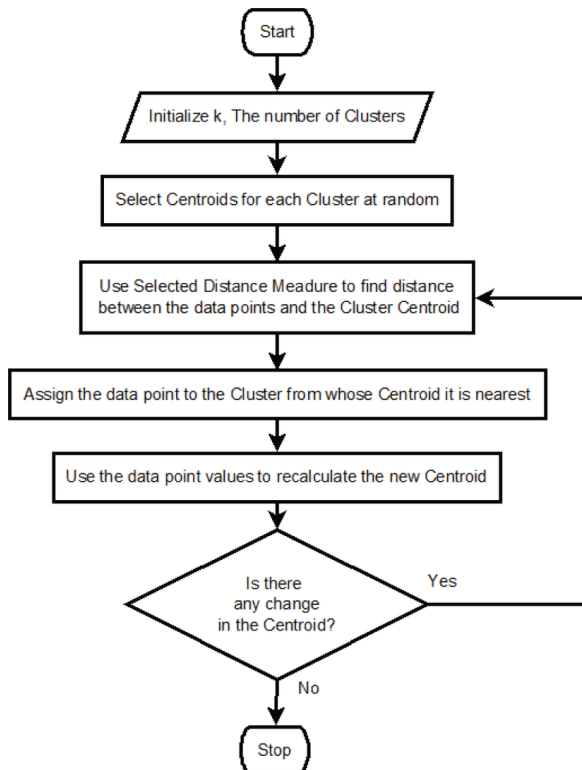 Start
Initialize k, The number of Clusters
Select Centroids for each Cluster at random
Use Selected Distance Meadure to find distance
between the data points and the Cluster Centroid
Assign the data point to the Cluster from whose Centroid it is nearest
Use the data point values to recalculate the new Centroid
Is there
any change
in the Centroid?
Yes
No
Stop